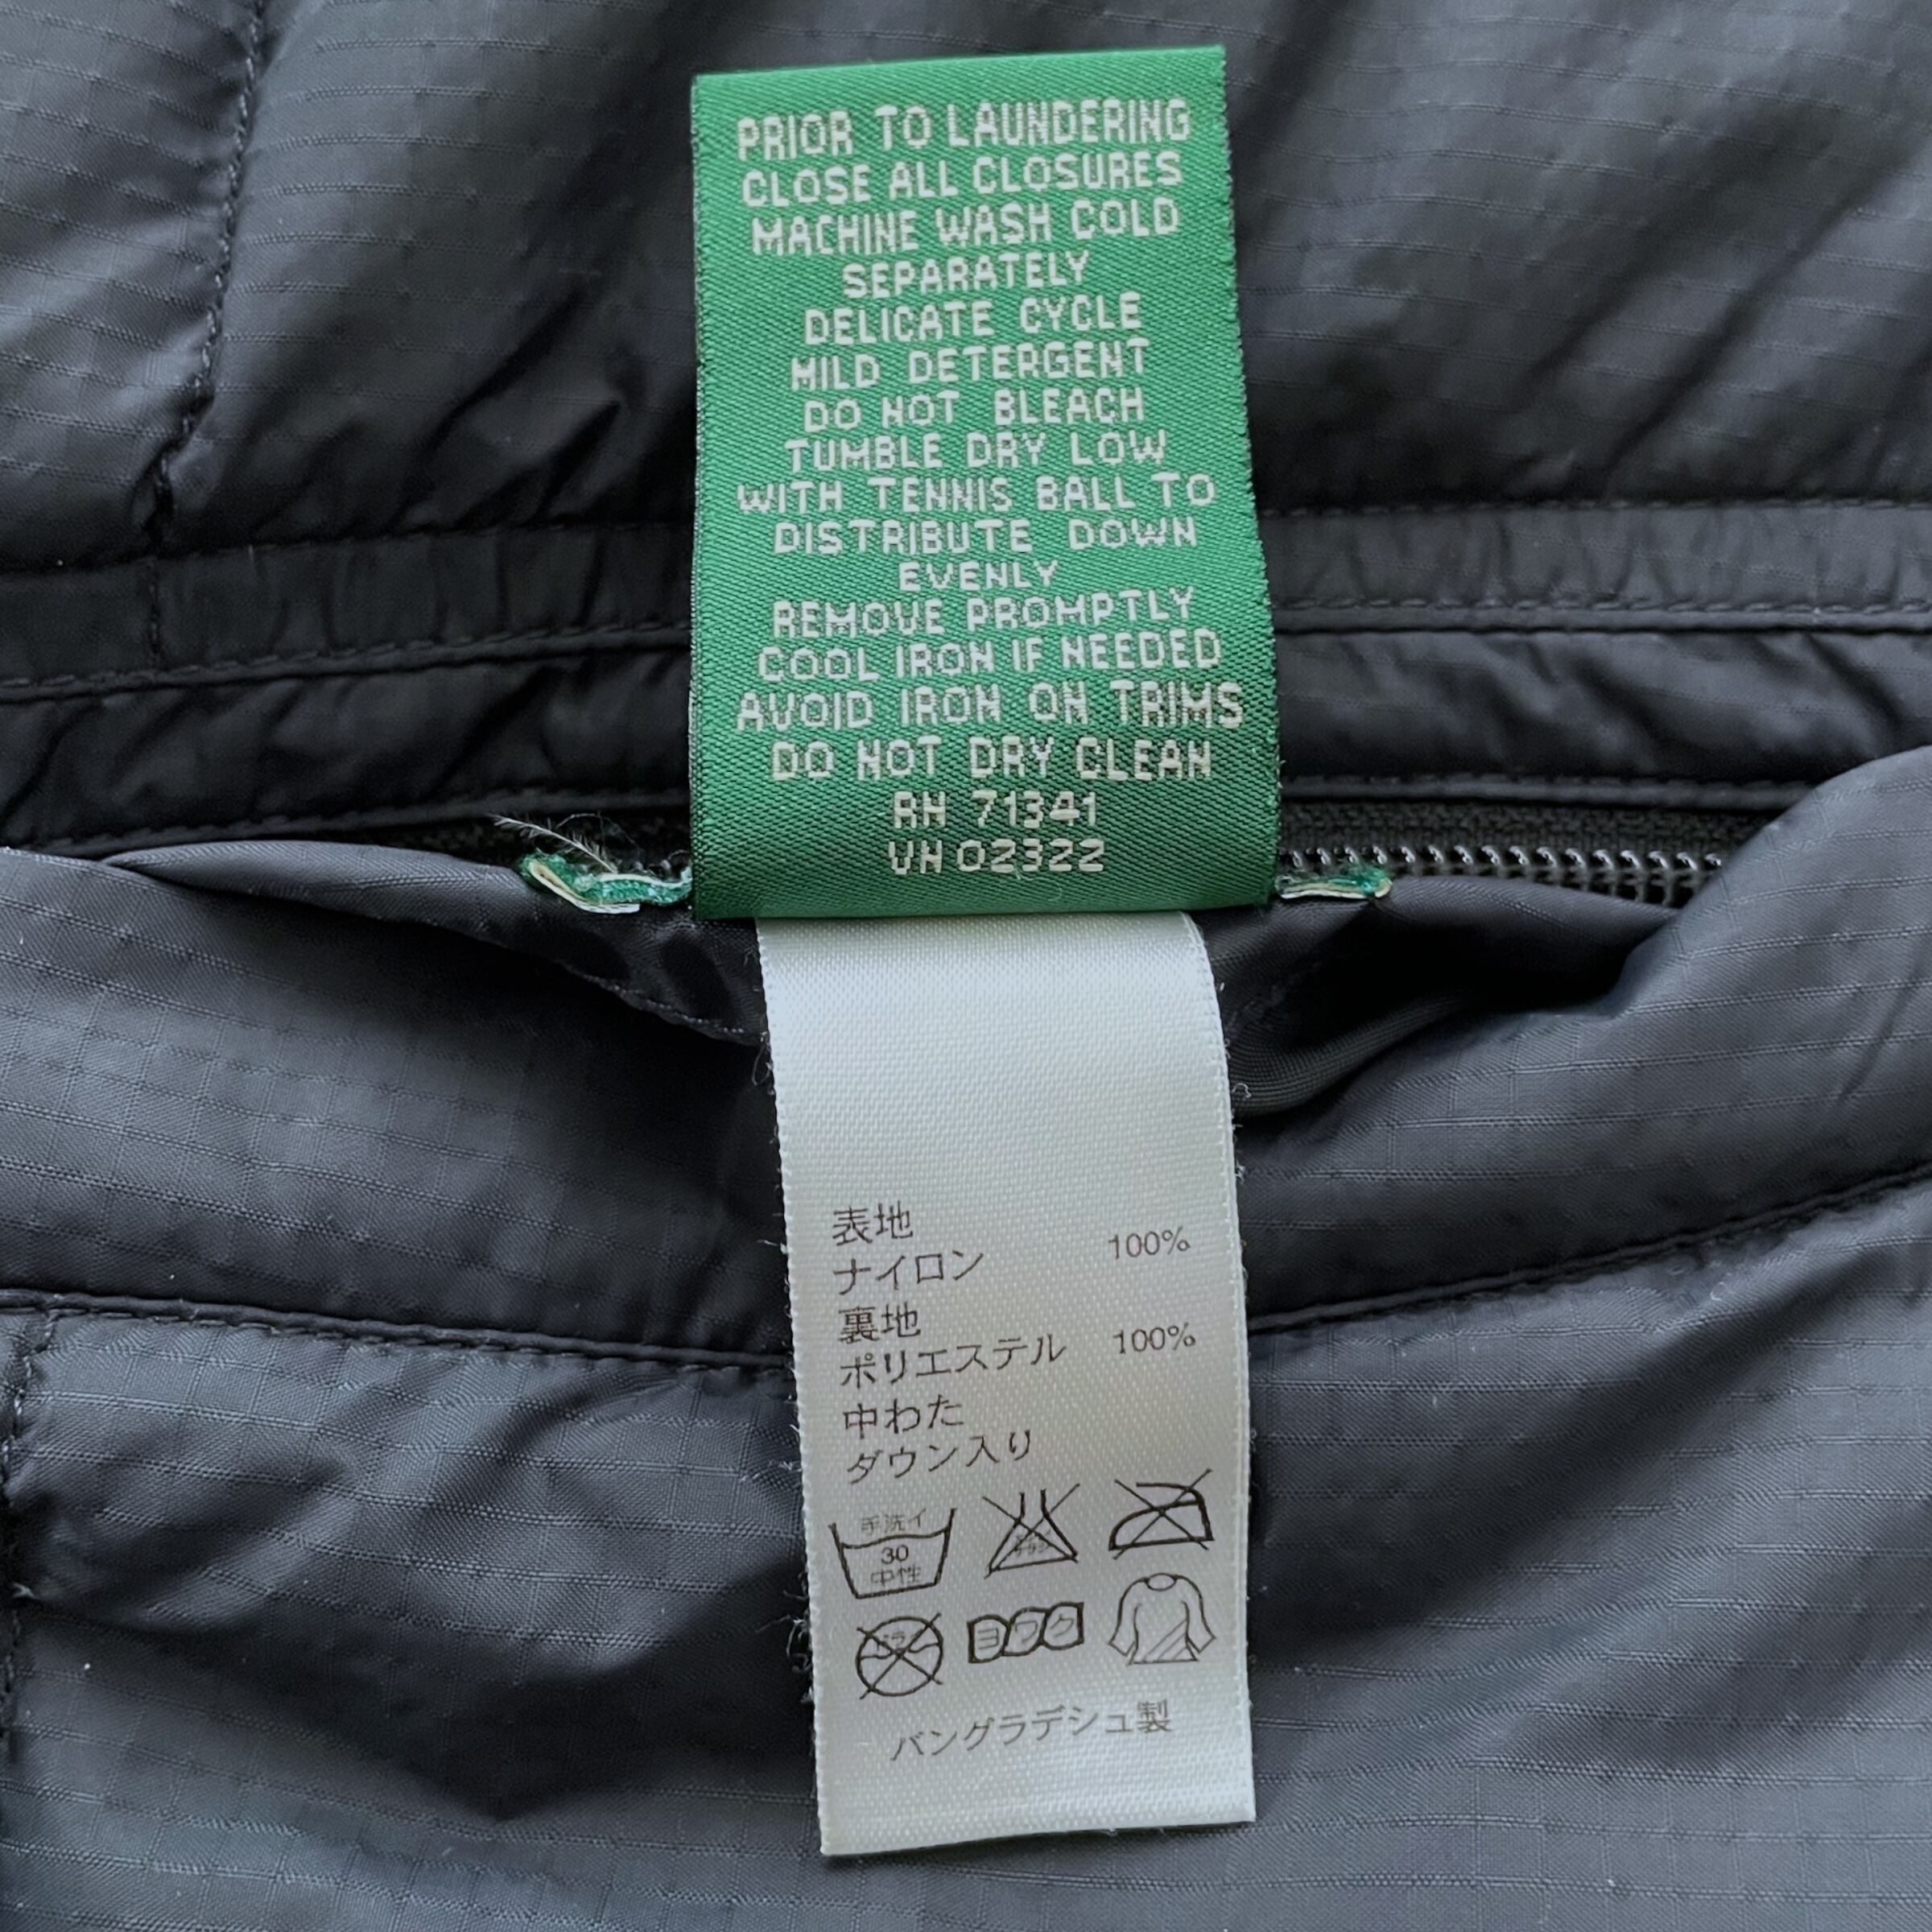 PRIOR TO LAUNDERING
CLOSE ALL CLOSURES
MACHINE WASH COLD
SEPARATELY
DELICATE CYCLE
MILD DETERGENT
DO NOT BLEACH
TUMBLE DRY LOW
WITH TENNIS BALL TO
DISTRIBUTE DOWN
EVENLY
REMOVE PROMPTLY
COOL IRON IF NEEDED
AVOID IRON ON TRIMS
DO NOT DRY CLEAN
RN 71341
VN 02322
表地
ナイロン 100%
裏地
ポリエステル 100%
中わた
ダウン入り
手洗イ
30
中性
ヨワク
バングラデシュ製